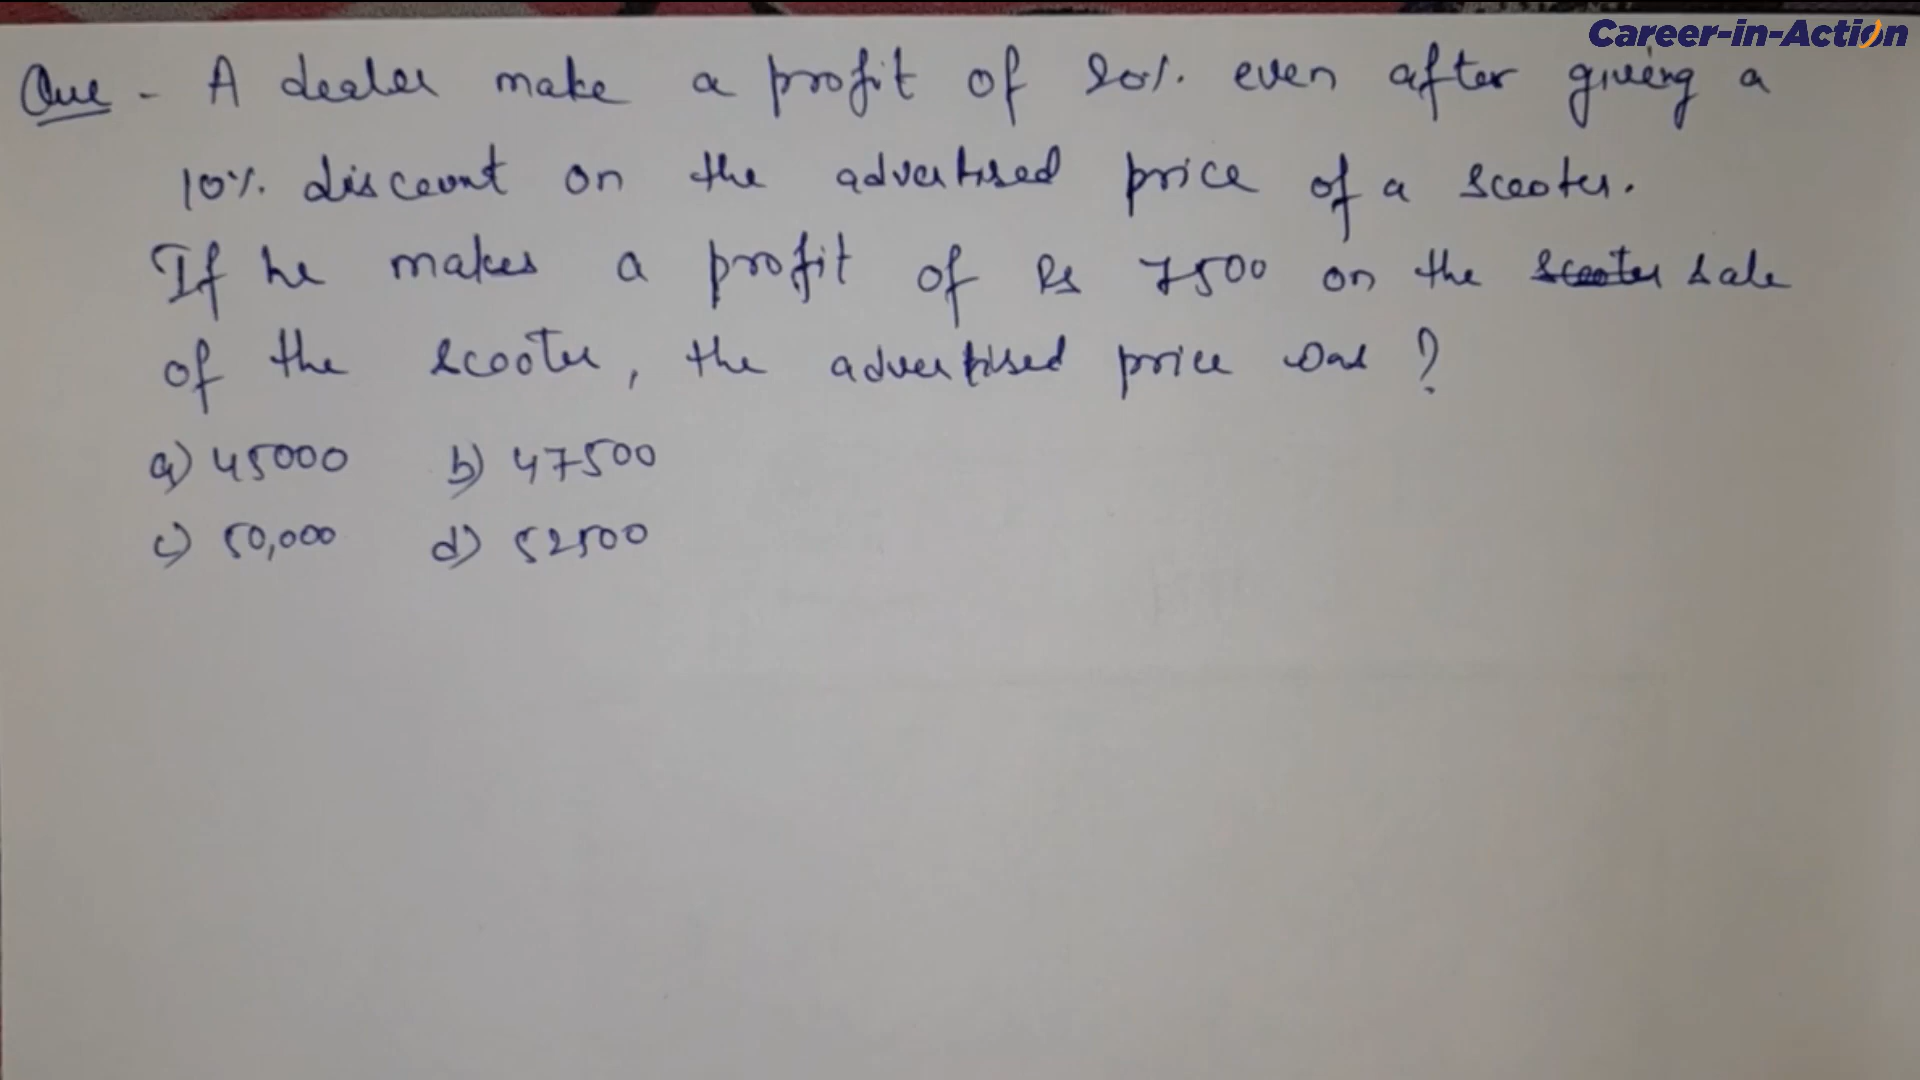 Career-in-Action
Que - A dealer make a profit of 20%. even after giving a
10%. discount on the advertised price of a scooter.
If he makes a profit of Rs 7500 on the scooter sale
of the scooter, the advertised price was ?
a) 45000 b) 47500
c) 50,000 d) 52500